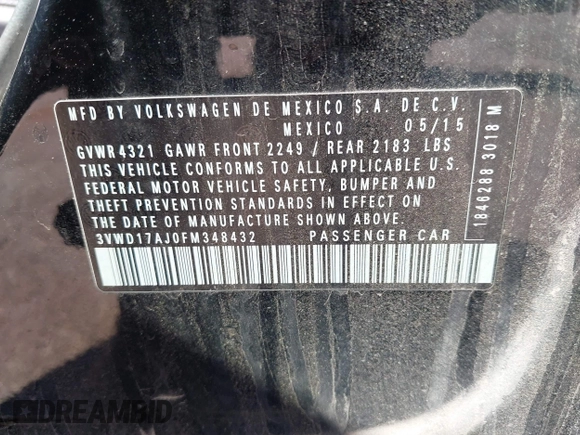 MFD BY VOLKSWAGEN DE MEXICO S.A. DE C.V.
MEXICO 05/15
GVWR 4321 GAWR FRONT 2249 / REAR 2183 LBS
THIS VEHICLE CONFORMS TO ALL APPLICABLE U.S.
FEDERAL MOTOR VEHICLE SAFETY, BUMPER AND
THEFT PREVENTION STANDARDS IN EFFECT ON
THE DATE OF MANUFACTURE SHOWN ABOVE.
3VWD17AJ0FM348432 PASSENGER CAR
1846288 3018 M
DREAMBID